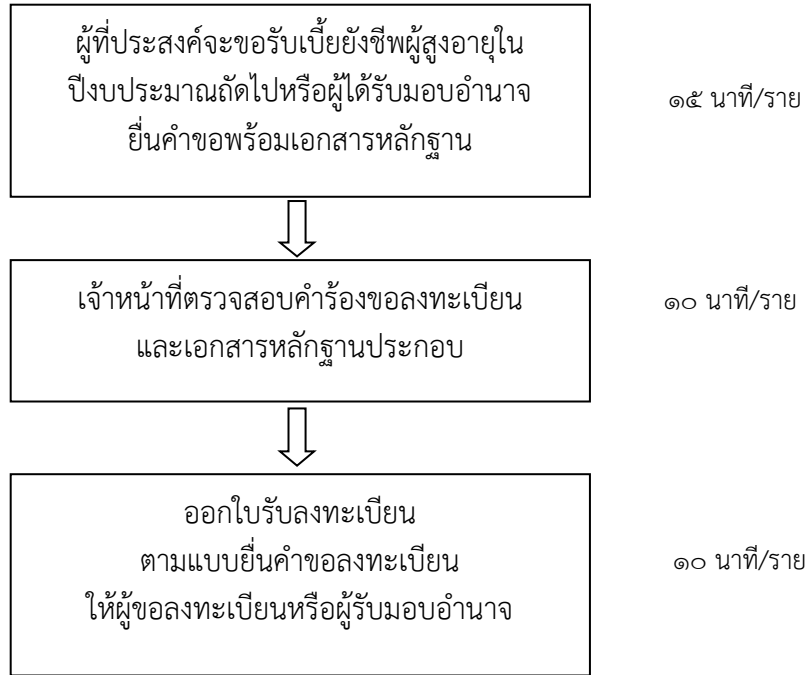 ผู้ที่ประสงค์จะขอรับเบี้ยยังชีพผู้สูงอายุใน
ปีงบประมาณถัดไปหรือผู้ได้รับมอบอำนาจ
ยื่นคำขอพร้อมเอกสารหลักฐาน
๑๕ นาที/ราย
เจ้าหน้าที่ตรวจสอบคำร้องขอลงทะเบียน
และเอกสารหลักฐานประกอบ
๑๐ นาที/ราย
ออกใบรับลงทะเบียน
ตามแบบยื่นคำขอลงทะเบียน
ให้ผู้ขอลงทะเบียนหรือผู้รับมอบอำนาจ
๑๐ นาที/ราย